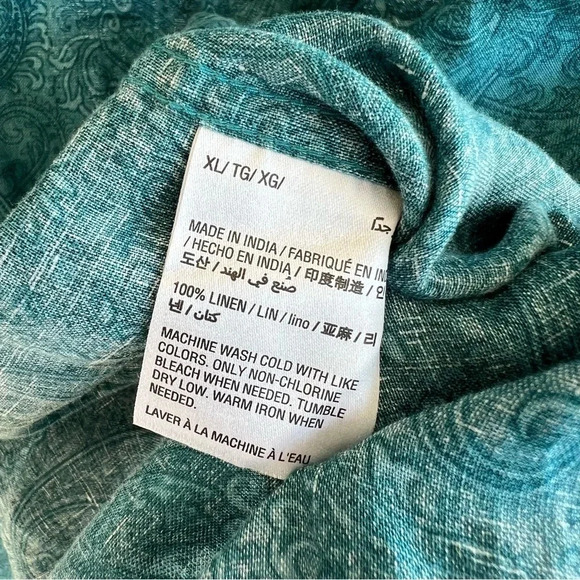 XL/ TG/ XG/
جدًا
MADE IN INDIA / FABRIQUÉ EN IN
/ HECHO EN INDIA / 印度制造 / 인
도산 / صنع في الهند
100% LINEN / LIN / lino / 亚麻 / 리
넨 / كتان
MACHINE WASH COLD WITH LIKE
COLORS. ONLY NON-CHLORINE
BLEACH WHEN NEEDED. TUMBLE
DRY LOW. WARM IRON WHEN
NEEDED.
LAVER À LA MACHINE À L'EAU